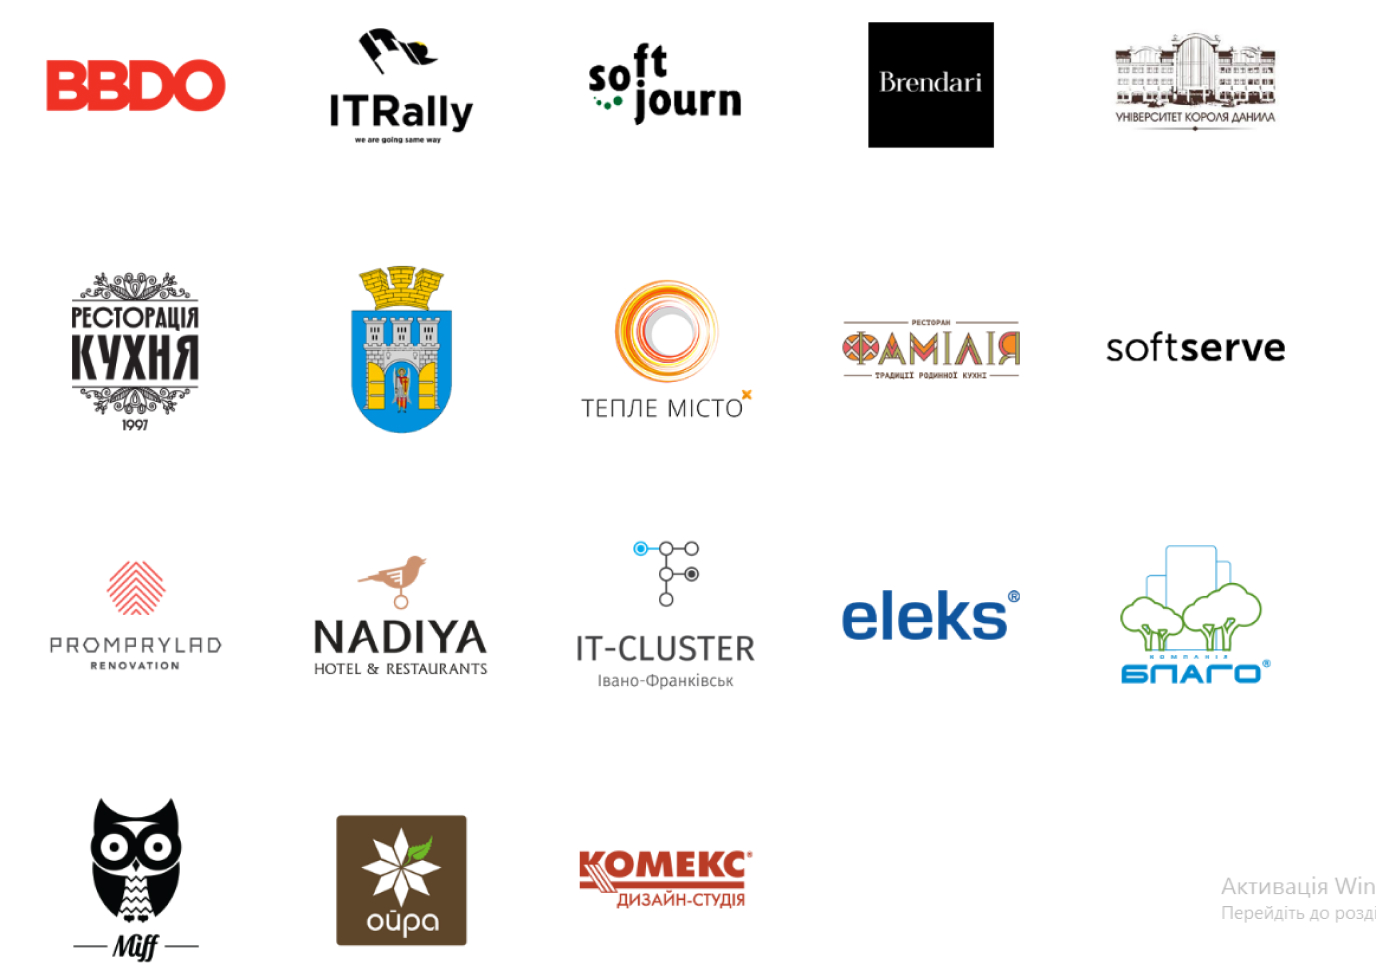 BBDO
ITR
ITRally
we are going same way
soft
journ
Brendari
УНІВЕРСИТЕТ КОРОЛЯ ДАНИЛА
РЕСТОРАЦІЯ
КУХНЯ
1997
ТЕПЛЕ МІСТО
РЕСТОРАН
ФАМІЛІЯ
ТРАДИЦІЇ РОДИННОЇ КУХНІ
softserve
PROMPRYLAD
RENOVATION
NADIYA
HOTEL & RESTAURANTS
IT-CLUSTER
Івано-Франківськ
eleks®
КОМПАНІЯ
БЛАГО®
Miff
ойра
КОМЕКС®
ДИЗАЙН-СТУДІЯ
Активація Win
Перейдіть до розді